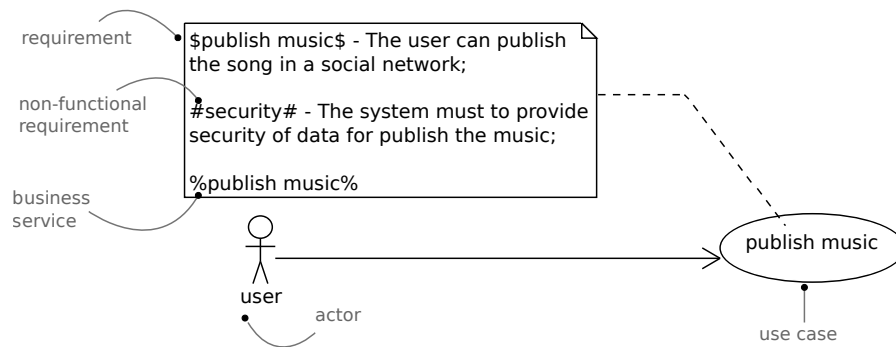 requirement
$publish music$ - The user can publish
the song in a social network;
non-functional
requirement
#security# - The system must to provide
security of data for publish the music;
business
service
%publish music%
publish music
user
actor
use case